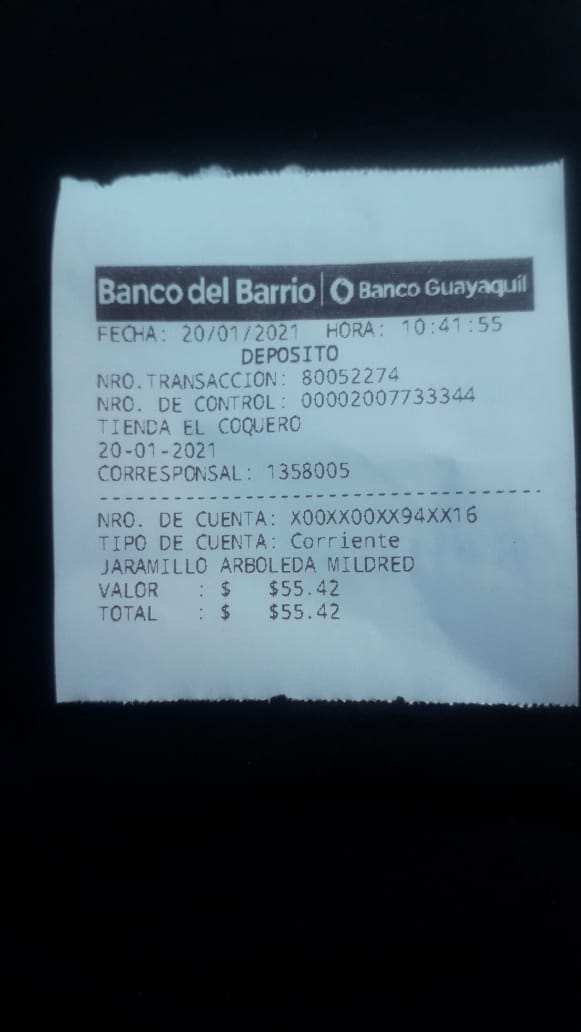 Banco del Barrio | Banco Guayaquil
FECHA: 20/01/2021 HORA: 10:41:55
DEPOSITO
NRO.TRANSACCION: 80052274
NRO. DE CONTROL: 00002007733344
TIENDA EL COQUERO
20-01-2021
CORRESPONSAL: 1358005
NRO. DE CUENTA: X00XX00XX94XX16
TIPO DE CUENTA: Corriente
JARAMILLO ARBOLEDA MILDRED
VALOR : $ $55.42
TOTAL : $ $55.42